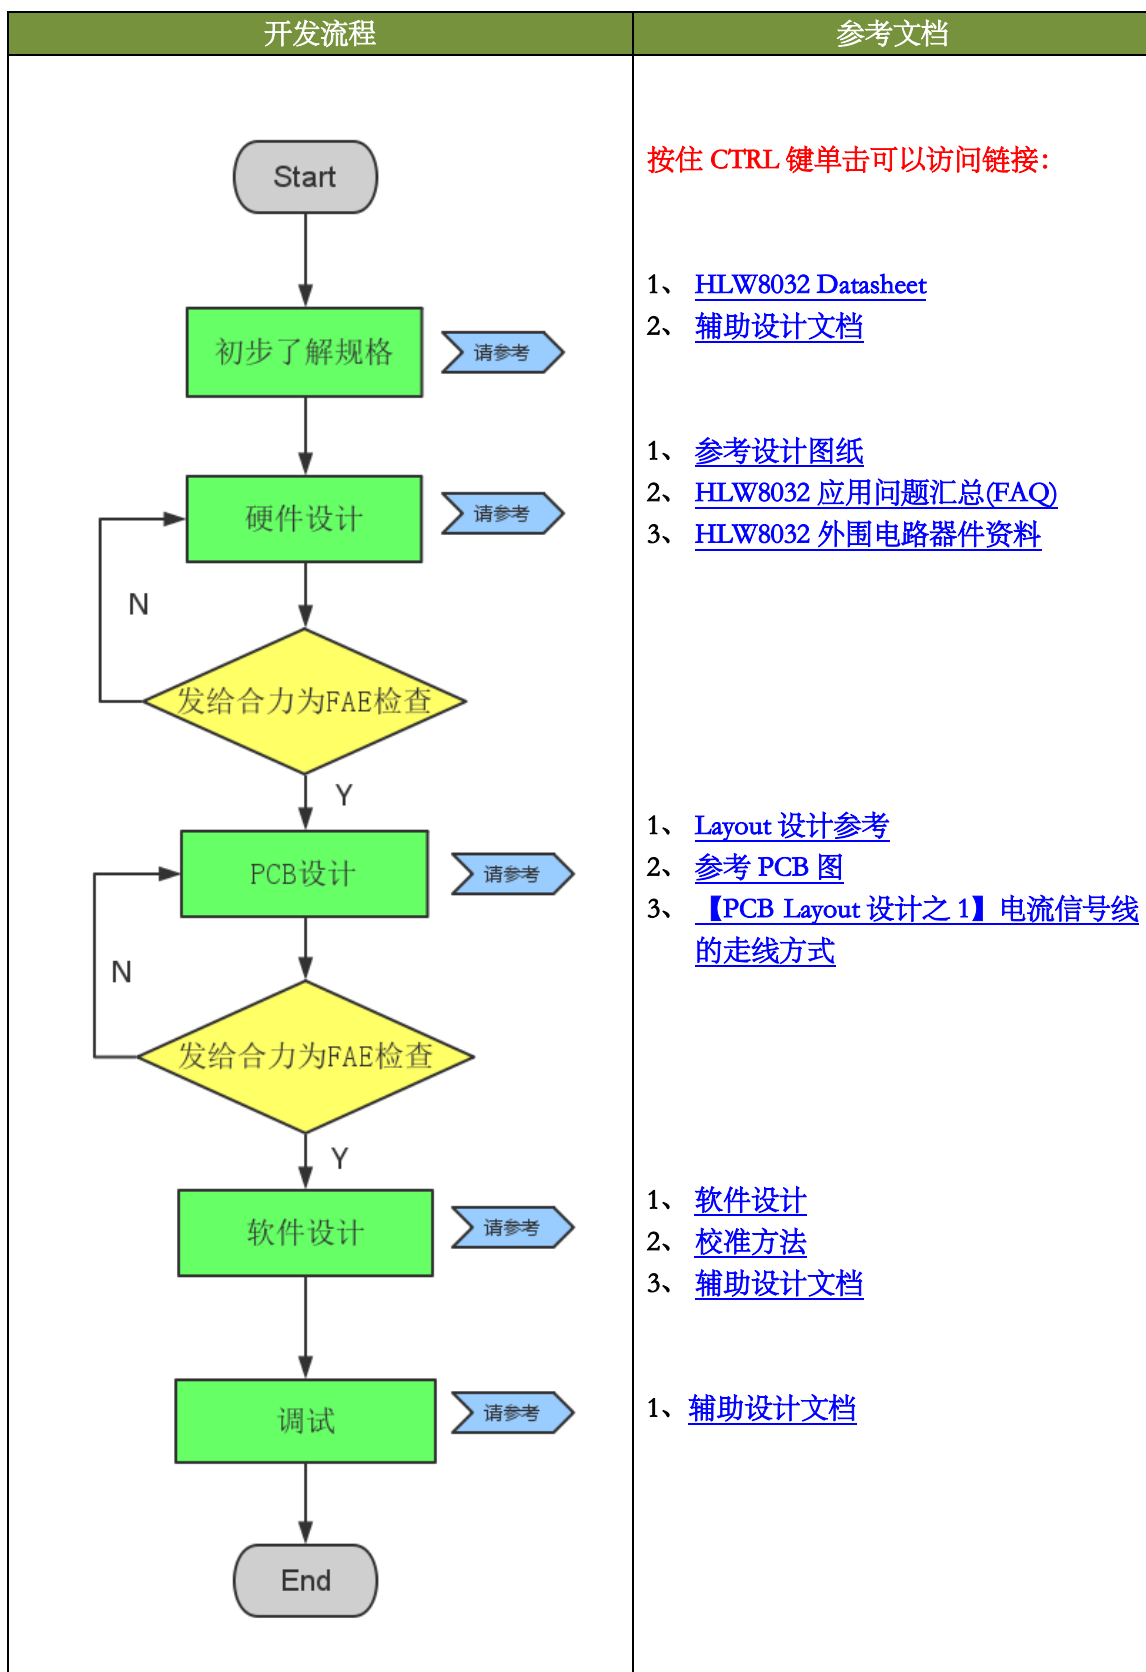 开发流程
参考文档
Start
按住 CTRL 键单击可以访问链接：
初步了解规格
请参考
1、 HLW8032 Datasheet
2、 辅助设计文档
硬件设计
请参考
1、 参考设计图纸
2、 HLW8032 应用问题汇总(FAQ)
3、 HLW8032 外围电路器件资料
N
发给合力为FAE检查
Y
PCB设计
请参考
1、 Layout 设计参考
2、 参考 PCB 图
3、 【PCB Layout 设计之 1】电流信号线
的走线方式
N
发给合力为FAE检查
Y
软件设计
请参考
1、 软件设计
2、 校准方法
3、 辅助设计文档
调试
请参考
1、辅助设计文档
End